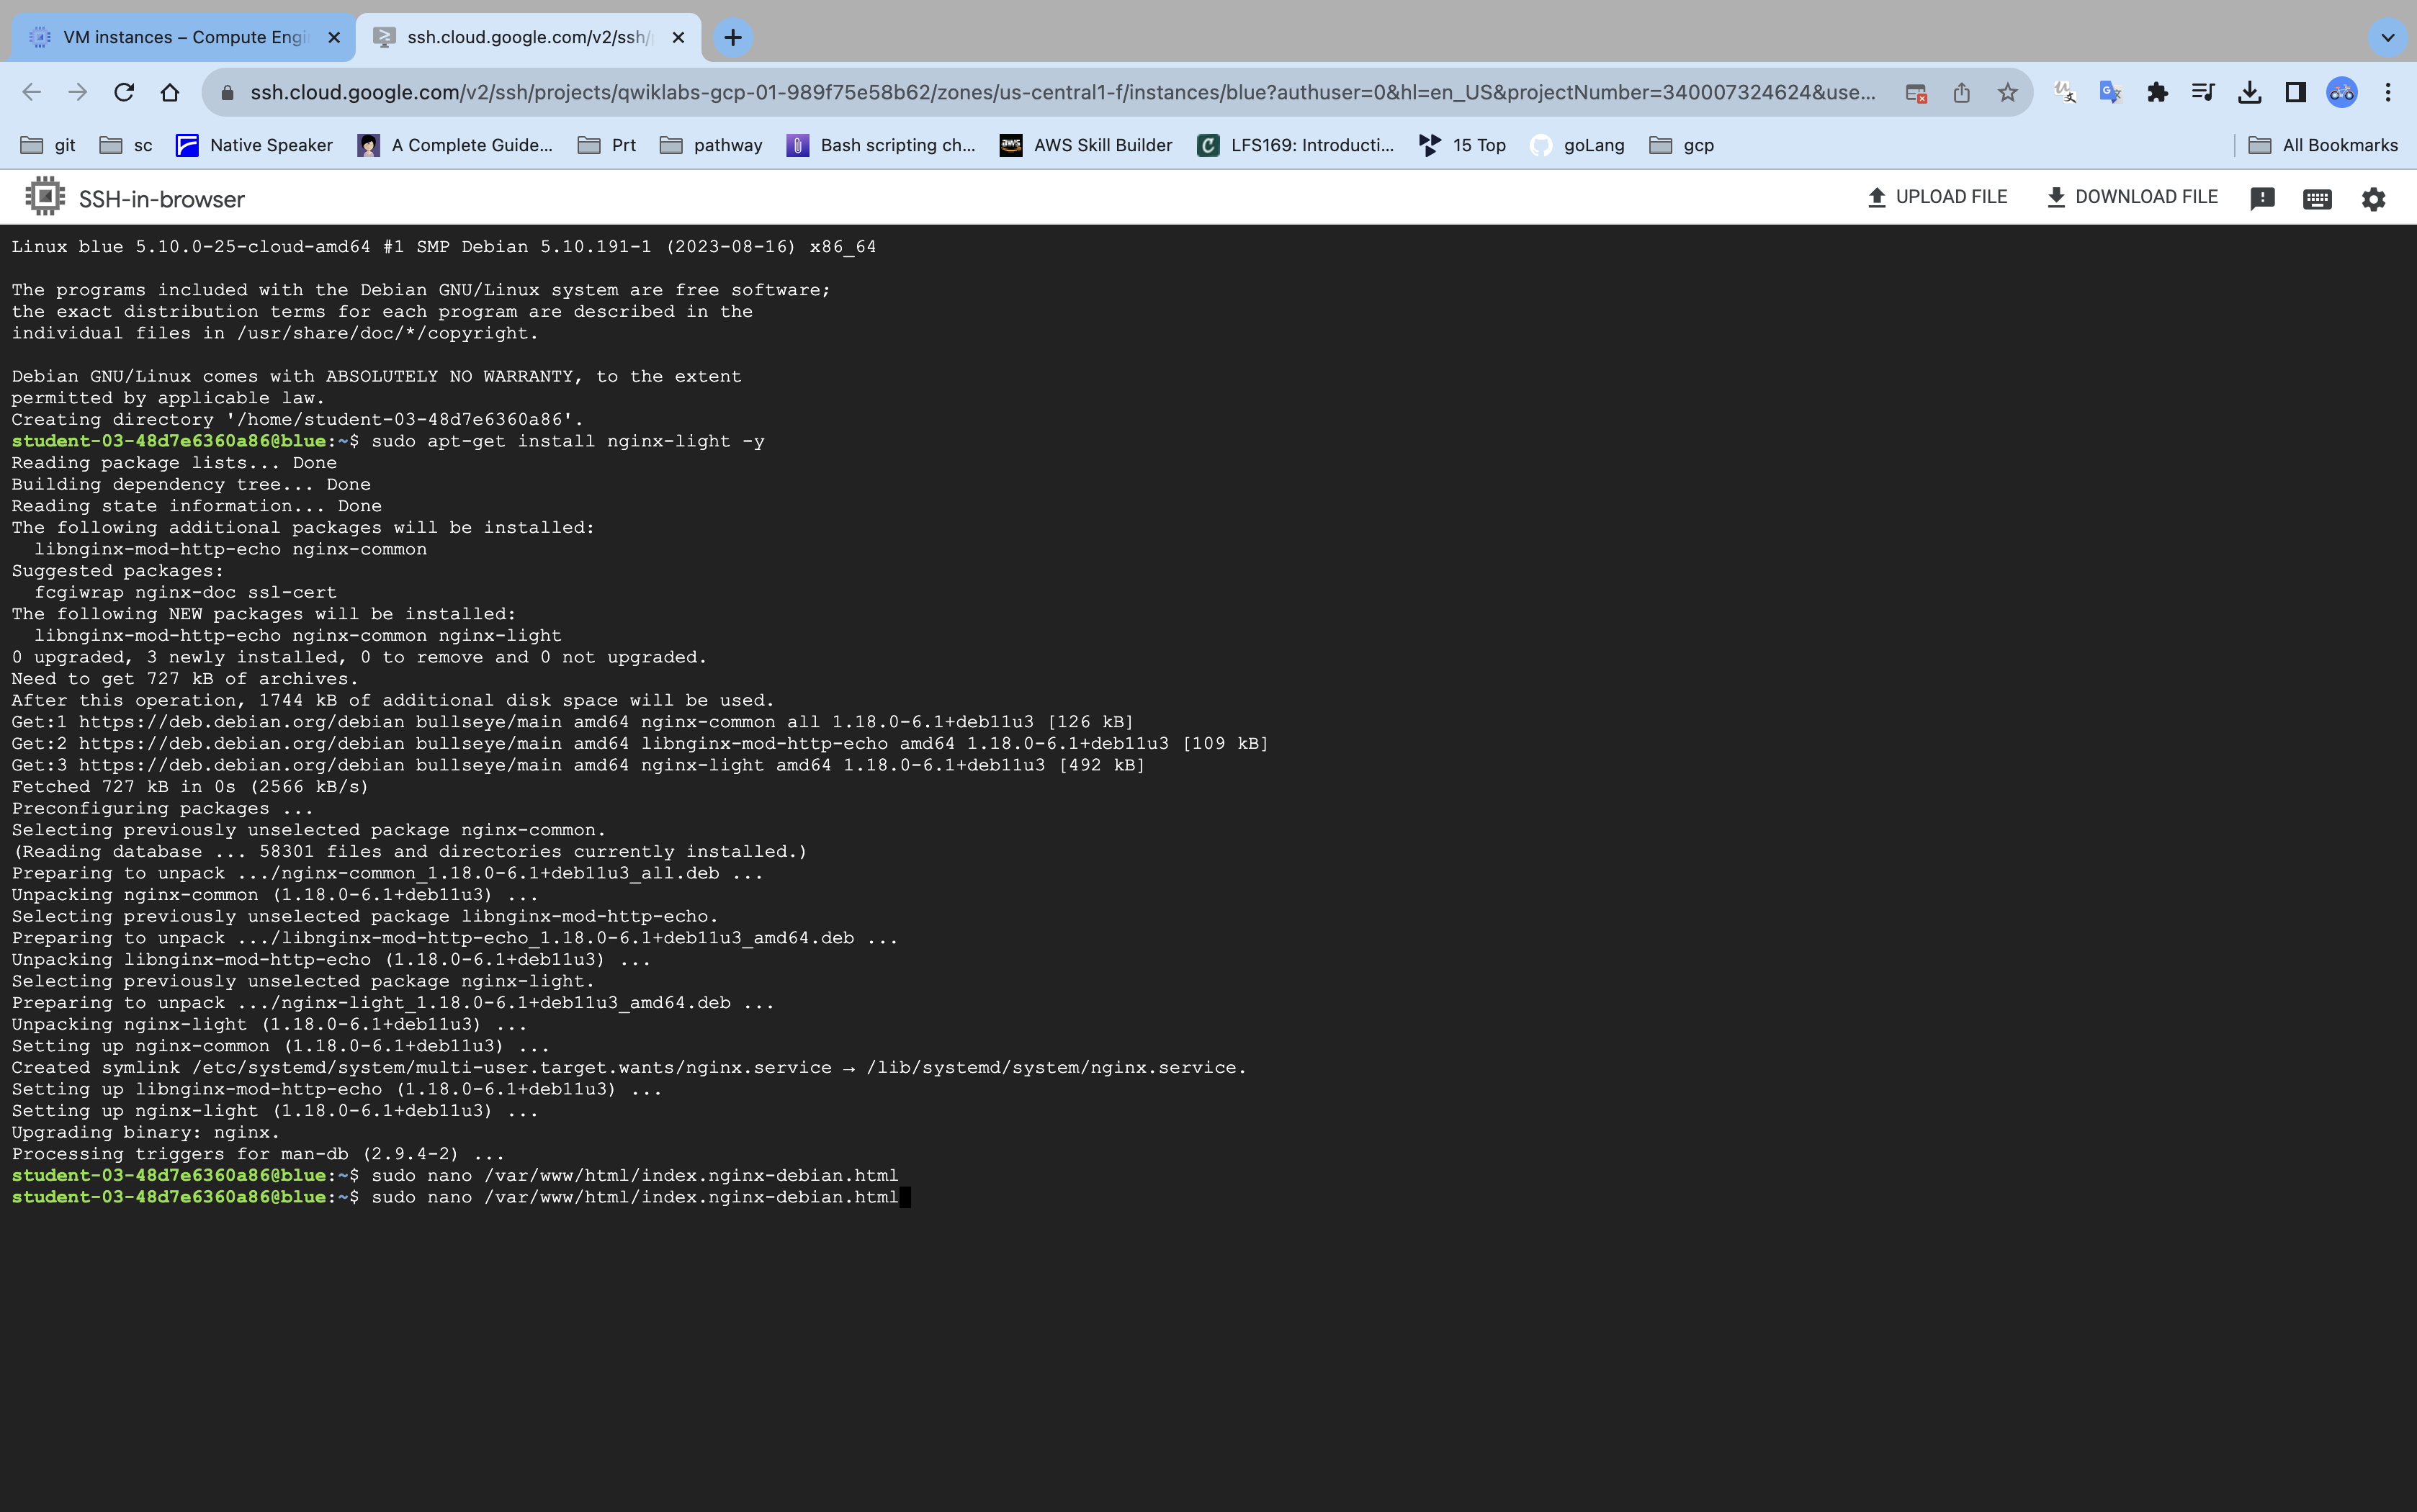 VM instances – Compute Engi
ssh.cloud.google.com/v2/ssh/
ssh.cloud.google.com/v2/ssh/projects/qwiklabs-gcp-01-989f75e58b62/zones/us-central1-f/instances/blue?authuser=0&hl=en_US&projectNumber=340007324624&use...
git sc Native Speaker A Complete Guide... Prt pathway Bash scripting ch... AWS Skill Builder LFS169: Introducti... 15 Top goLang gcp All Bookmarks
SSH-in-browser UPLOAD FILE DOWNLOAD FILE
Linux blue 5.10.0-25-cloud-amd64 #1 SMP Debian 5.10.191-1 (2023-08-16) x86_64
The programs included with the Debian GNU/Linux system are free software;
the exact distribution terms for each program are described in the
individual files in /usr/share/doc/*/copyright.
Debian GNU/Linux comes with ABSOLUTELY NO WARRANTY, to the extent
permitted by applicable law.
Creating directory '/home/student-03-48d7e6360a86'.
student-03-48d7e6360a86@blue:~$ sudo apt-get install nginx-light -y
Reading package lists... Done
Building dependency tree... Done
Reading state information... Done
The following additional packages will be installed:
  libnginx-mod-http-echo nginx-common
Suggested packages:
  fcgiwrap nginx-doc ssl-cert
The following NEW packages will be installed:
  libnginx-mod-http-echo nginx-common nginx-light
0 upgraded, 3 newly installed, 0 to remove and 0 not upgraded.
Need to get 727 kB of archives.
After this operation, 1744 kB of additional disk space will be used.
Get:1 https://deb.debian.org/debian bullseye/main amd64 nginx-common all 1.18.0-6.1+deb11u3 [126 kB]
Get:2 https://deb.debian.org/debian bullseye/main amd64 libnginx-mod-http-echo amd64 1.18.0-6.1+deb11u3 [109 kB]
Get:3 https://deb.debian.org/debian bullseye/main amd64 nginx-light amd64 1.18.0-6.1+deb11u3 [492 kB]
Fetched 727 kB in 0s (2566 kB/s)
Preconfiguring packages ...
Selecting previously unselected package nginx-common.
(Reading database ... 58301 files and directories currently installed.)
Preparing to unpack .../nginx-common_1.18.0-6.1+deb11u3_all.deb ...
Unpacking nginx-common (1.18.0-6.1+deb11u3) ...
Selecting previously unselected package libnginx-mod-http-echo.
Preparing to unpack .../libnginx-mod-http-echo_1.18.0-6.1+deb11u3_amd64.deb ...
Unpacking libnginx-mod-http-echo (1.18.0-6.1+deb11u3) ...
Selecting previously unselected package nginx-light.
Preparing to unpack .../nginx-light_1.18.0-6.1+deb11u3_amd64.deb ...
Unpacking nginx-light (1.18.0-6.1+deb11u3) ...
Setting up nginx-common (1.18.0-6.1+deb11u3) ...
Created symlink /etc/systemd/system/multi-user.target.wants/nginx.service → /lib/systemd/system/nginx.service.
Setting up libnginx-mod-http-echo (1.18.0-6.1+deb11u3) ...
Setting up nginx-light (1.18.0-6.1+deb11u3) ...
Upgrading binary: nginx.
Processing triggers for man-db (2.9.4-2) ...
student-03-48d7e6360a86@blue:~$ sudo nano /var/www/html/index.nginx-debian.html
student-03-48d7e6360a86@blue:~$ sudo nano /var/www/html/index.nginx-debian.html